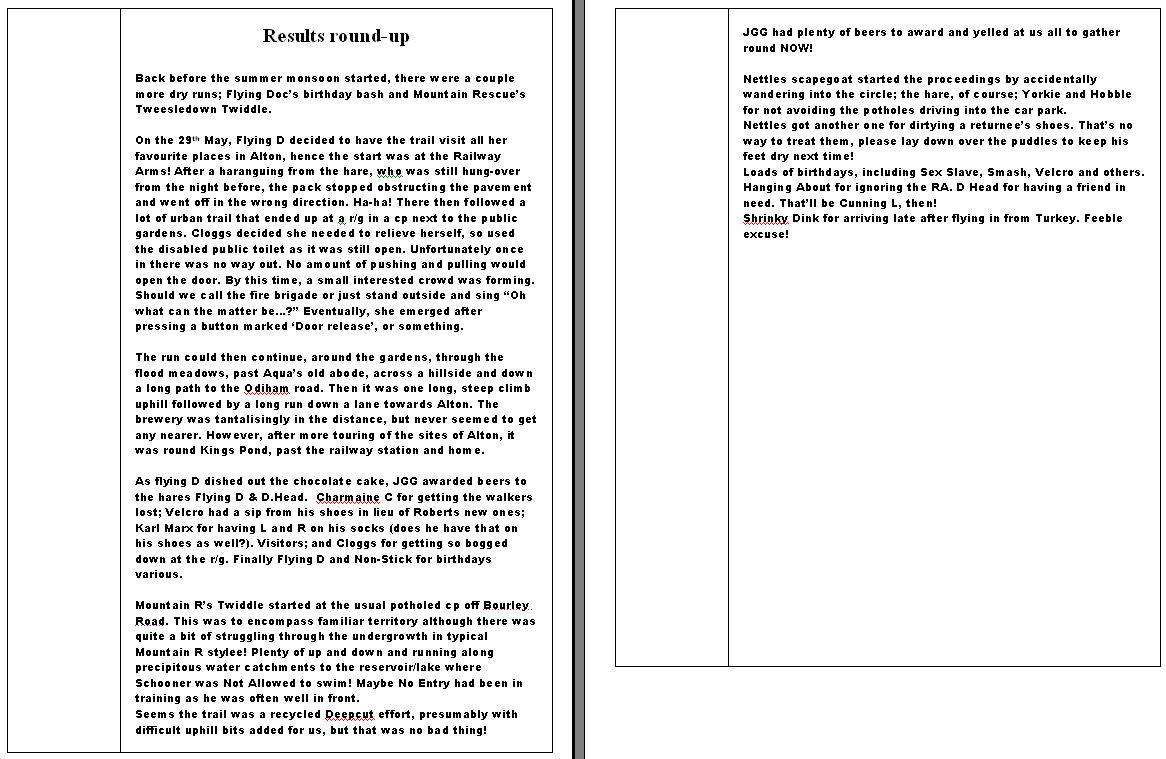 Results round-up
Back before the summer monsoon started, there were a couple
more dry runs; Flying Doc's birthday bash and Mountain Rescue's
Tweesledown Twiddle.
On the 29th May, Flying D decided to have the trail visit all her
favourite places in Alton, hence the start was at the Railway
Arms! After a haranguing from the hare, who was still hung-over
from the night before, the pack stopped obstructing the pavement
and went off in the wrong direction. Ha-ha! There then followed a
lot of urban trail that ended up at a r/g in a cp next to the public
gardens. Cloggs decided she needed to relieve herself, so used
the disabled public toilet as it was still open. Unfortunately once
in there was no way out. No amount of pushing and pulling would
open the door. By this time, a small interested crowd was forming.
Should we call the fire brigade or just stand outside and sing “Oh
what can the matter be...?” Eventually, she emerged after
pressing a button marked ‘Door release’, or something.
The run could then continue, around the gardens, through the
flood meadows, past Aqua's old abode, across a hillside and down
a long path to the Odiham road. Then it was one long, steep climb
uphill followed by a long run down a lane towards Alton. The
brewery was tantalisingly in the distance, but never seemed to get
any nearer. However, after more touring of the sites of Alton, it
was round Kings Pond, past the railway station and home.
As flying D dished out the chocolate cake, JGG awarded beers to
the hares Flying D & D.Head.  Charmaine C for getting the walkers
lost; Velcro had a sip from his shoes in lieu of Roberts new ones;
Karl Marx for having L and R on his socks (does he have that on
his shoes as well?). Visitors; and Cloggs for getting so bogged
down at the r/g. Finally Flying D and Non-Stick for birthdays
various.
Mountain R's Twiddle started at the usual potholed cp off Bourley
Road. This was to encompass familiar territory although there was
quite a bit of struggling through the undergrowth in typical
Mountain R stylee! Plenty of up and down and running along
precipitous water catchments to the reservoir/lake where
Schooner was Not Allowed to swim! Maybe No Entry had been in
training as he was often well in front.
Seems the trail was a recycled Deepcut effort, presumably with
difficult uphill bits added for us, but that was no bad thing!
JGG had plenty of beers to award and yelled at us all to gather
round NOW!
Nettles scapegoat started the proceedings by accidentally
wandering into the circle; the hare, of course; Yorkie and Hobble
for not avoiding the potholes driving into the car park.
Nettles got another one for dirtying a returnee's shoes. That's no
way to treat them, please lay down over the puddles to keep his
feet dry next time!
Loads of birthdays, including Sex Slave, Smash, Velcro and others.
Hanging About for ignoring the RA. D Head for having a friend in
need. That'll be Cunning L, then!
Shrinky Dink for arriving late after flying in from Turkey. Feeble
excuse!